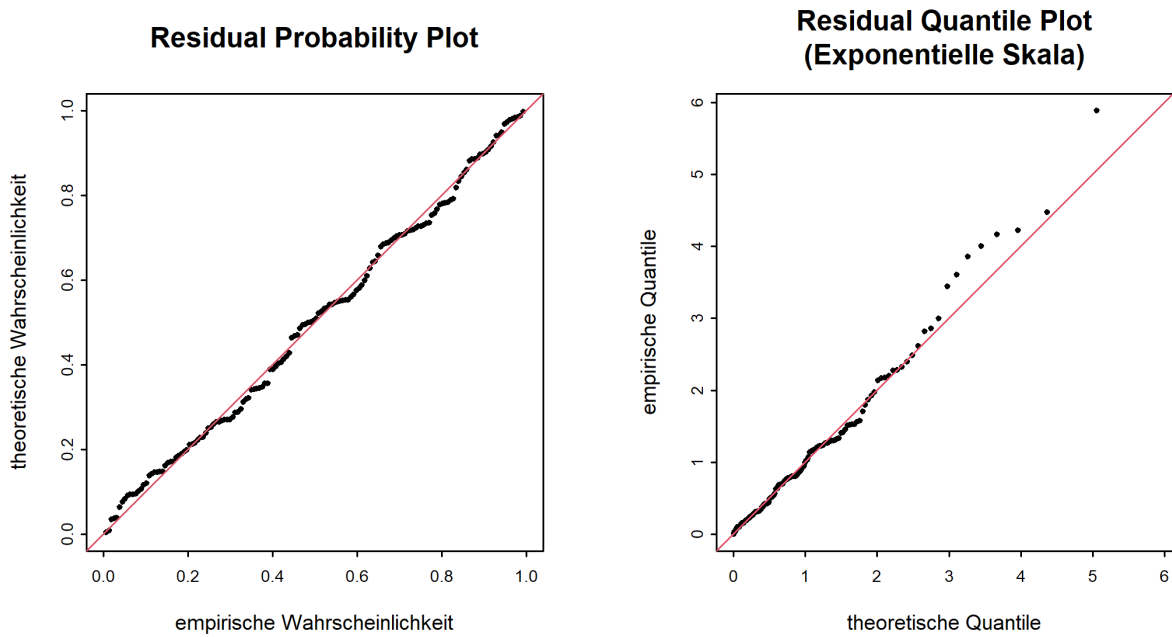 Residual Probability Plot
theoretische Wahrscheinlichkeit
1.0
0.8
0.6
0.4
0.2
0.0
0.0 0.2 0.4 0.6 0.8 1.0
empirische Wahrscheinlichkeit
Residual Quantile Plot
(Exponentielle Skala)
empirische Quantile
6
5
4
3
2
1
0
0 1 2 3 4 5 6
theoretische Quantile